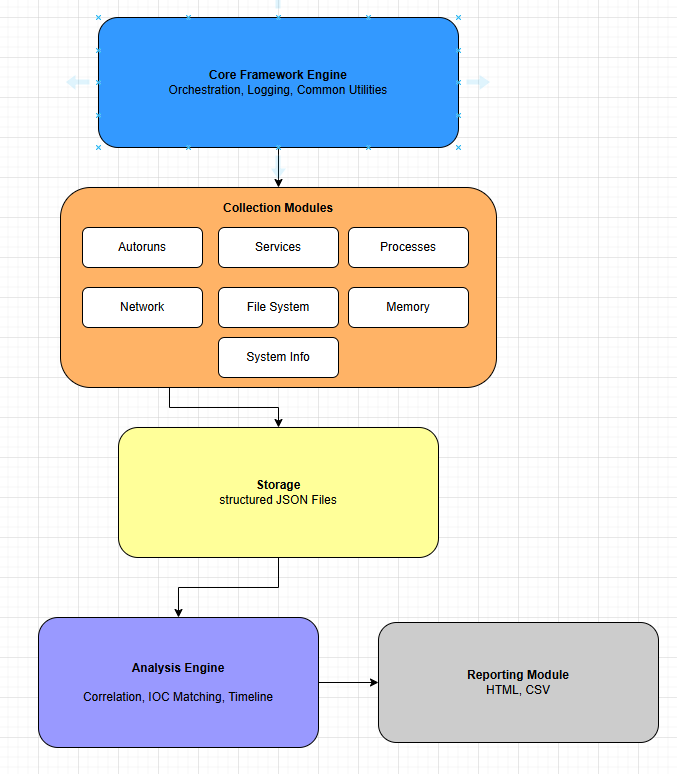 Core Framework Engine
Orchestration, Logging, Common Utilities
Collection Modules
Autoruns
Services
Processes
Network
File System
Memory
System Info
Storage
structured JSON Files
Analysis Engine
Correlation, IOC Matching, Timeline
Reporting Module
HTML, CSV